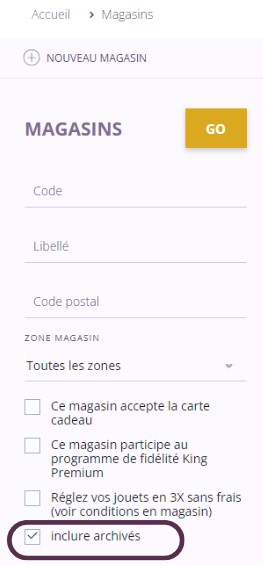 Accueil > Magasins
NOUVEAU MAGASIN
MAGASINS GO
Code
Libellé
Code postal
ZONE MAGASIN
Toutes les zones
Ce magasin accepte la carte
cadeau
Ce magasin participe au
programme de fidélité King
Premium
Réglez vos jouets en 3X sans frais
(voir conditions en magasin)
inclure archivés